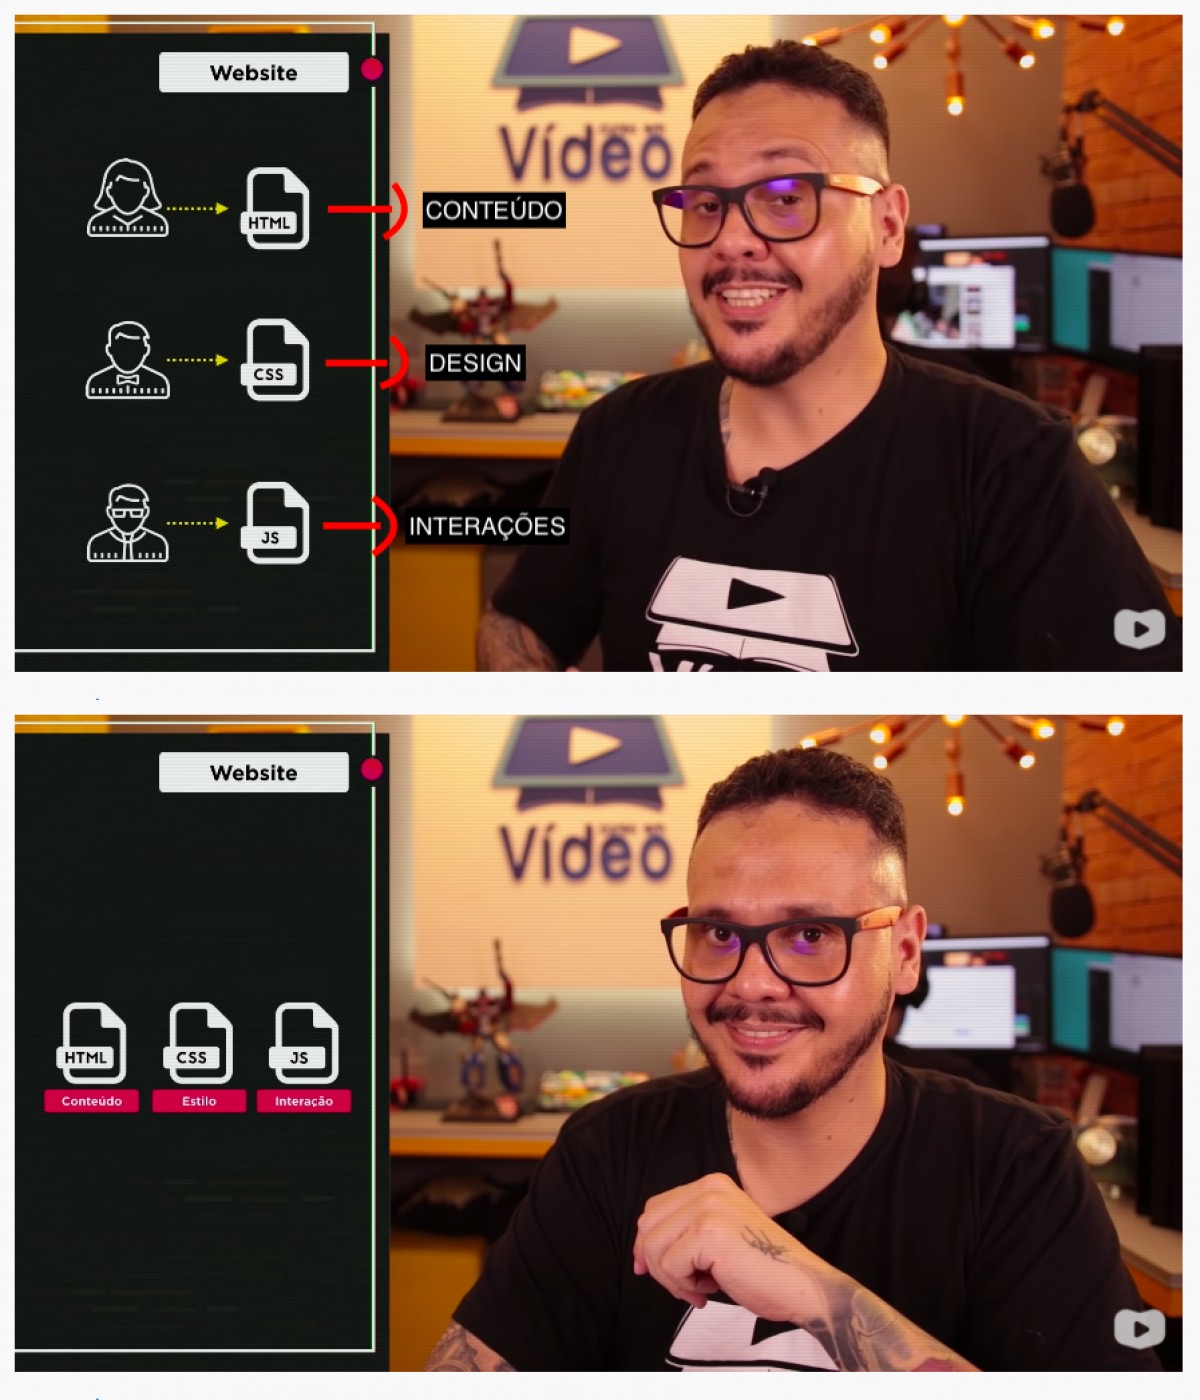 Website
Vídeo
HTML
CONTEÚDO
CSS
DESIGN
JS
INTERAÇÕES
Website
Vídeo
HTML
CSS
JS
Conteúdo
Estilo
Interação